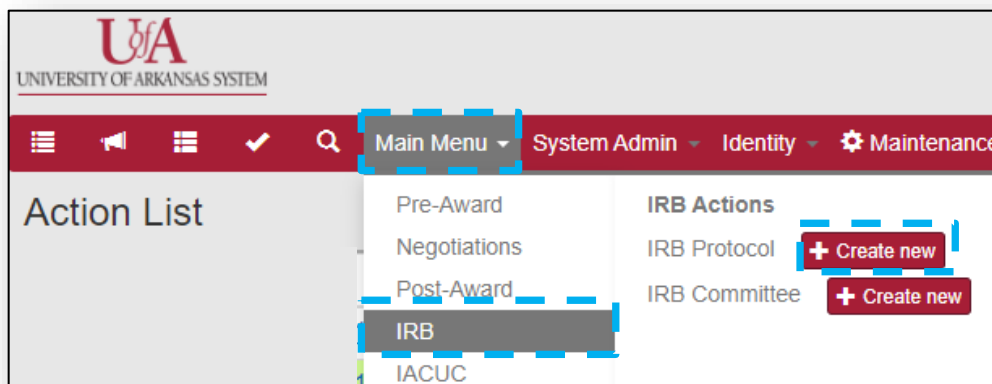 UofA
UNIVERSITY OF ARKANSAS SYSTEM
Main Menu System Admin Identity Maintenance
Action List
Pre-Award IRB Actions
Negotiations IRB Protocol + Create new
Post-Award IRB Committee + Create new
IRB
IACUC